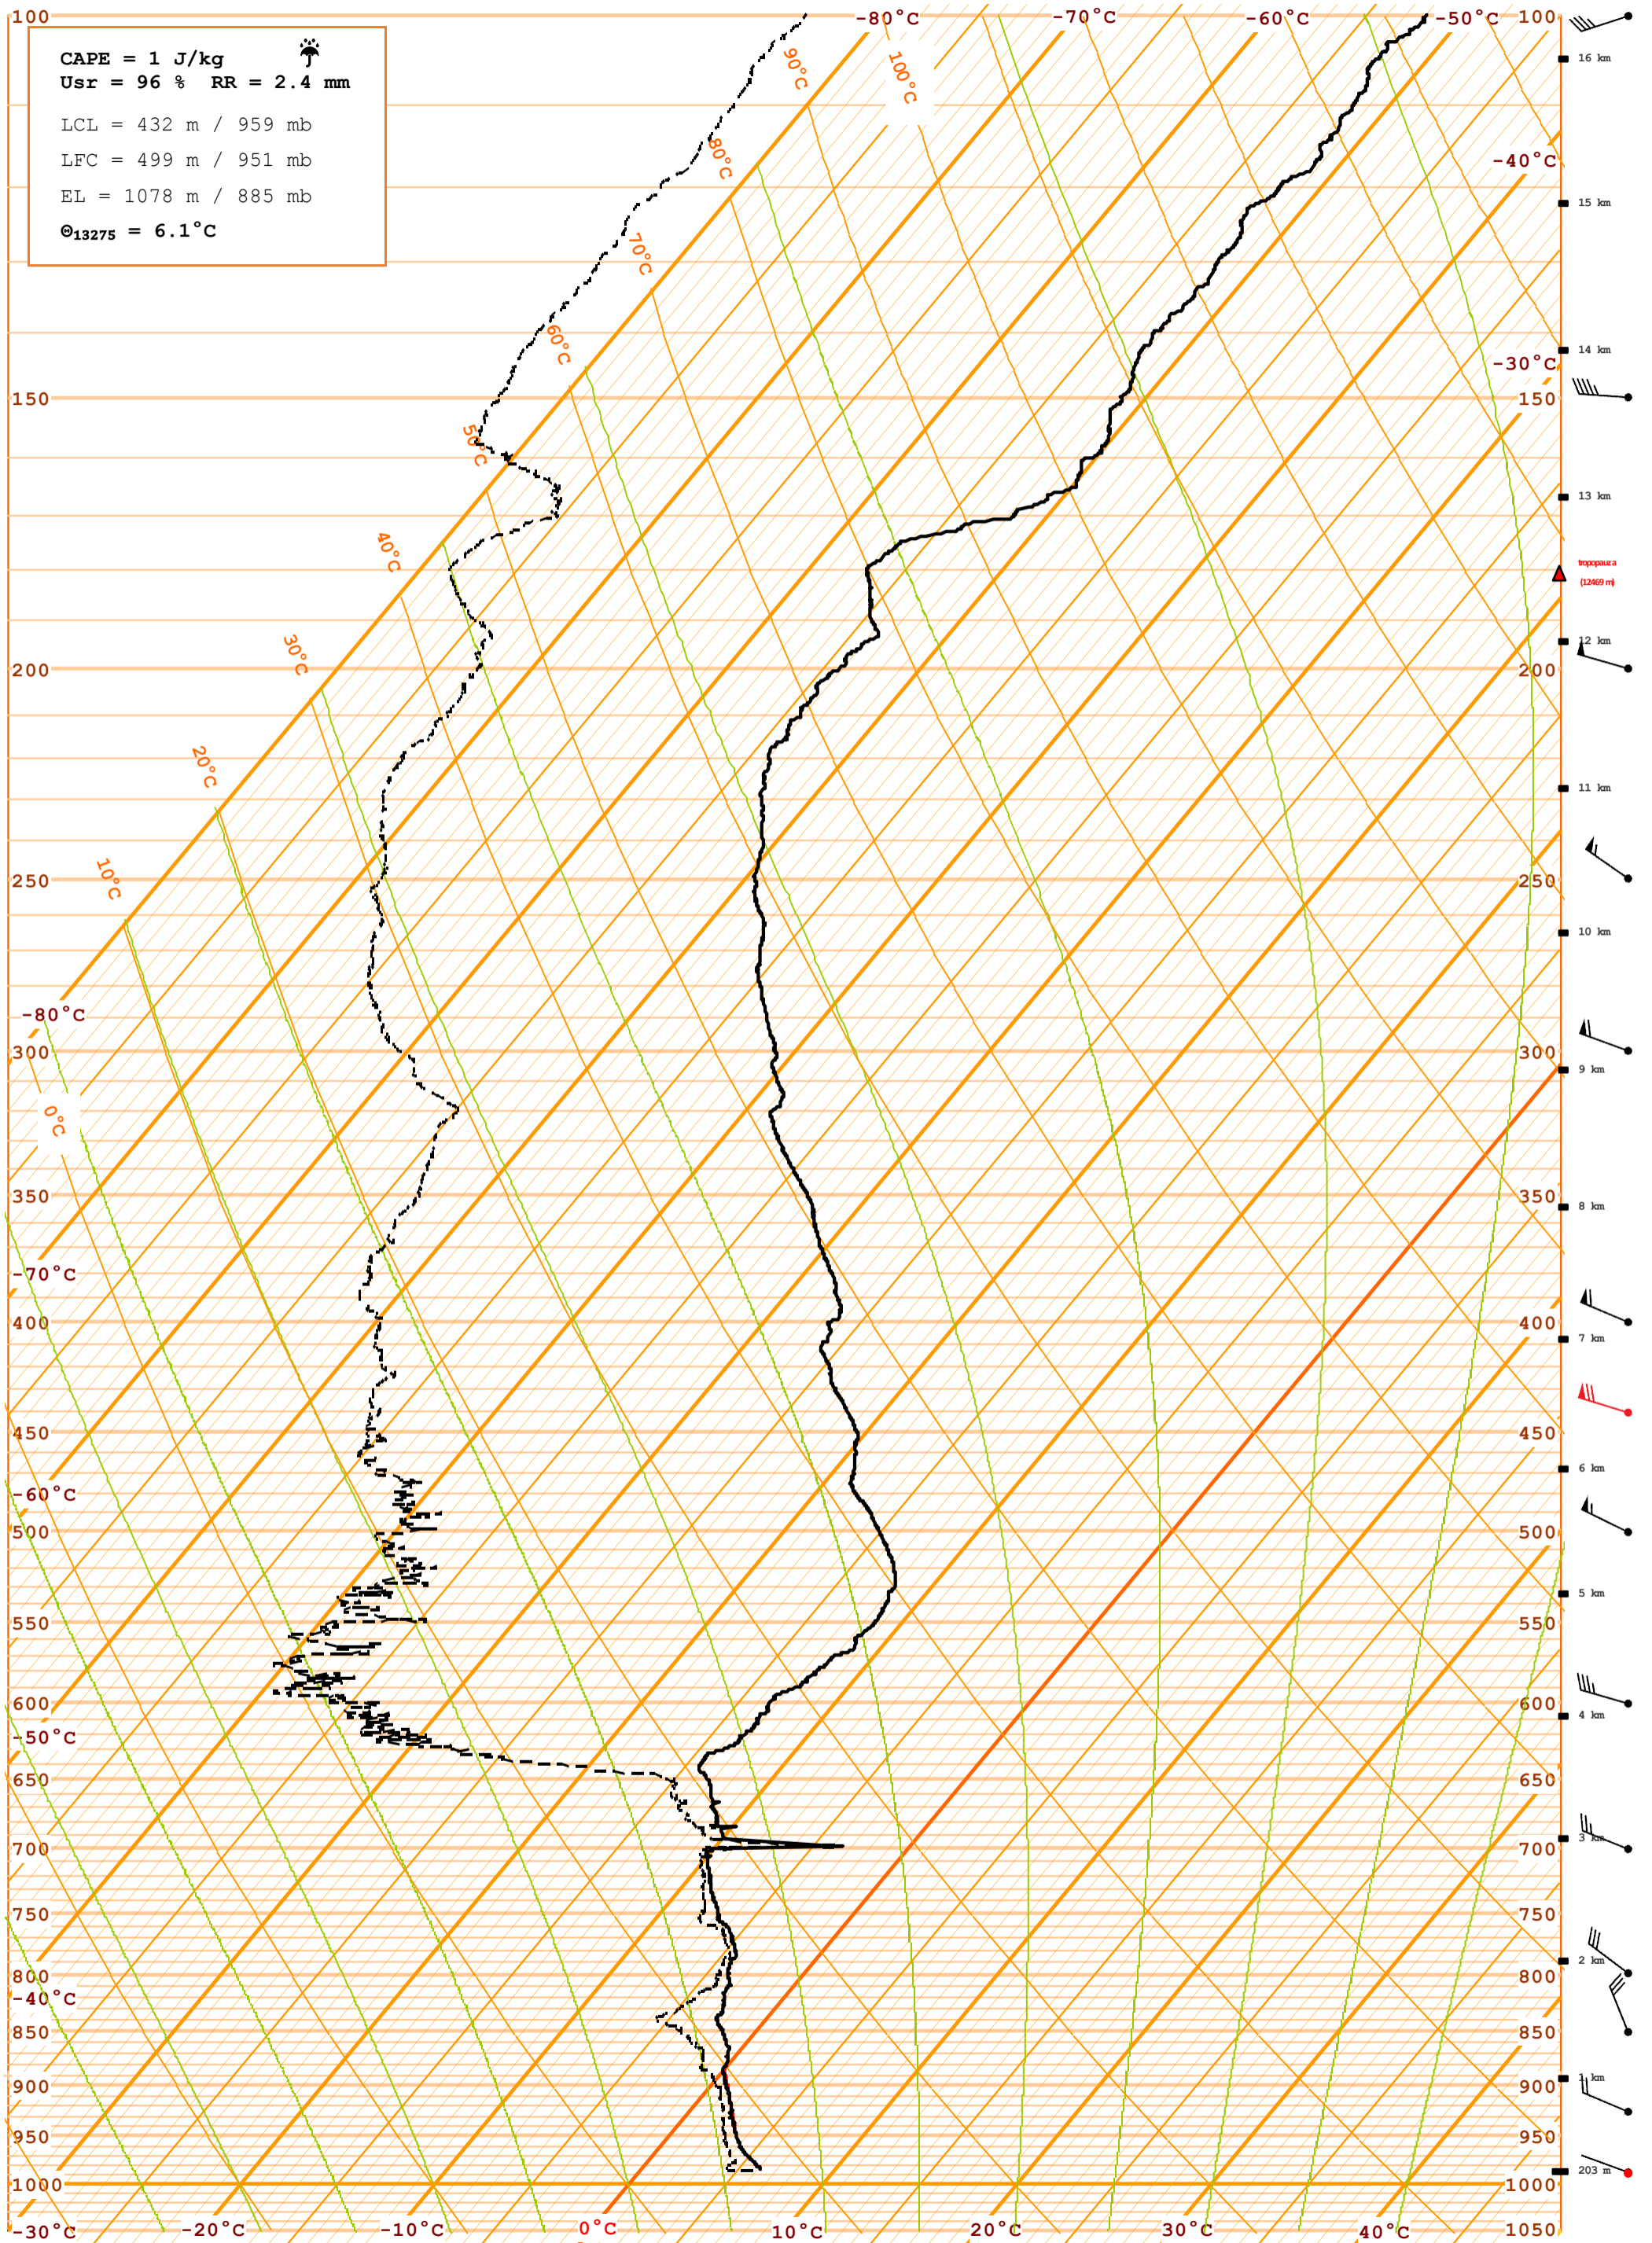 100 -80°C -70°C -60°C -50°C 100
CAPE = 1 J/kg
Usr = 96 % RR = 2.4 mm
LCL = 432 m / 959 mb
LFC = 499 m / 951 mb
EL = 1078 m / 885 mb
Θ13275 = 6.1°C
90°C 100°C 16 km
80°C -40°C
15 km
70°C
60°C 14 km
-30°C
150 150
50°C
13 km
40°C
tropopauza
(12469 m)
30°C 12 km
200 200
20°C 11 km
10°C 250 250
10 km
-80°C
300 300
9 km
0°C
350 350
8 km
-70°C
400 400
7 km
450 450
6 km
-60°C
500 500
5 km
550 550
600 600
4 km
-50°C
650 650
3 km
700 700
750 750
2 km
800 800
-40°C
850 850
1 km
900 900
950 950
203 m
1000 1000
-30°C -20°C -10°C 0°C 10°C 20°C 30°C 40°C 1050